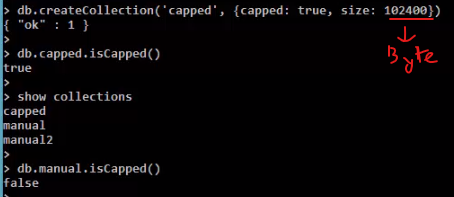 > db.createCollection('capped', {capped: true, size: 102400})
{ "ok" : 1 }
>
> db.capped.isCapped()
true
>
> show collections
capped
manual
manual2
>
> db.manual.isCapped()
false
Byte